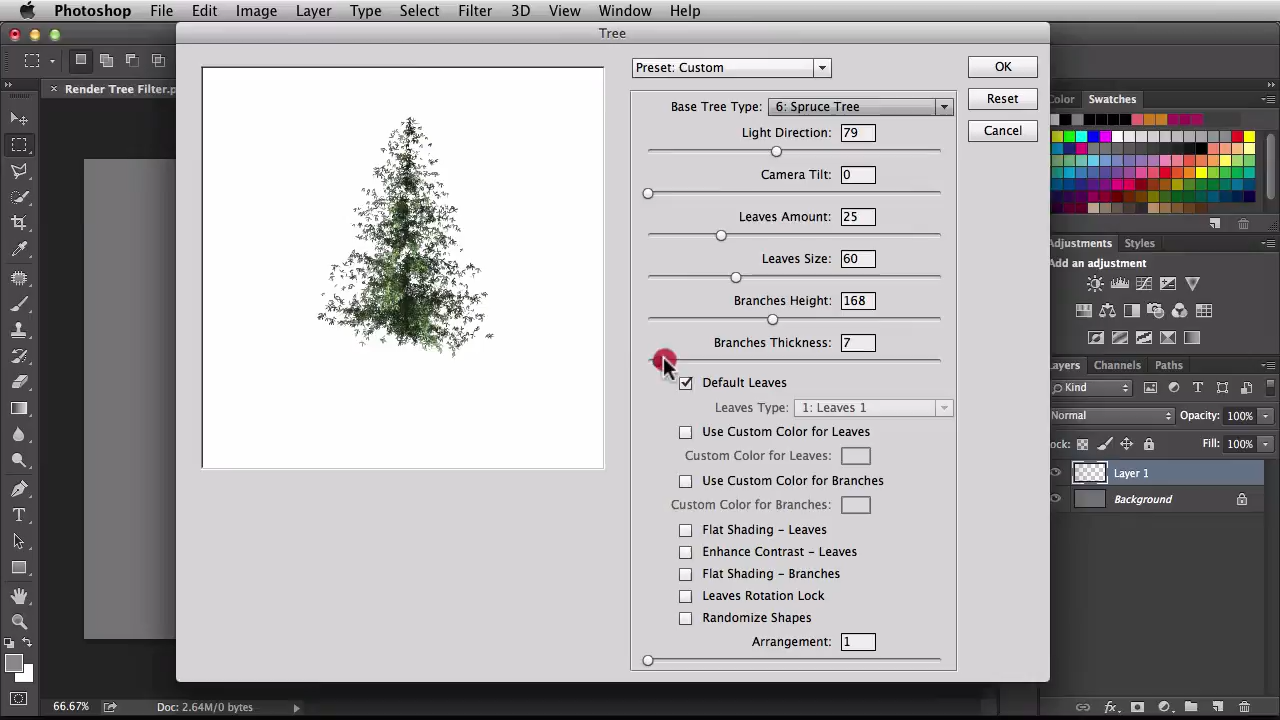 Photoshop File Edit Image Layer Type Select Filter 3D View Window Help
Tree
Render Tree Filter.p
Preset: Custom
OK
Base Tree Type: 6: Spruce Tree
Reset
Color Swatches
Light Direction: 79
Cancel
Camera Tilt: 0
Leaves Amount: 25
Adjustments Styles
Leaves Size: 60
Add an adjustment
Branches Height: 168
Branches Thickness: 7
Layers Channels Paths
Default Leaves
Kind
Leaves Type: 1: Leaves 1
Normal Opacity: 100%
Use Custom Color for Leaves
Lock: Fill: 100%
Custom Color for Leaves:
Layer 1
Use Custom Color for Branches
Background
Custom Color for Branches:
Flat Shading – Leaves
Enhance Contrast – Leaves
Flat Shading – Branches
Leaves Rotation Lock
Randomize Shapes
Arrangement: 1
66.67% Doc: 2.64M/0 bytes
fx